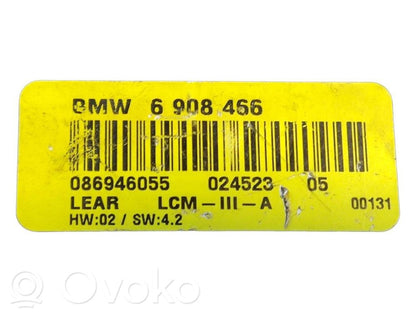 BMW 6 908 466
086946055 024523 05
LEAR LCM-III-A 00131
HW:02 / SW:4.2
Ovoko